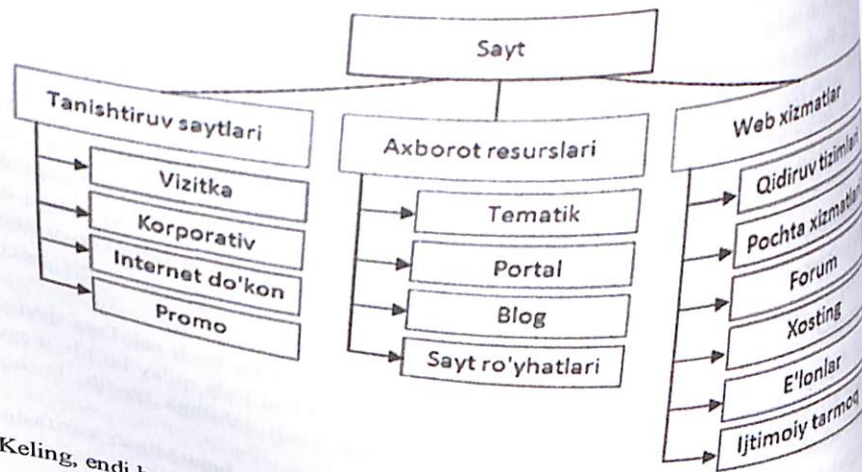 Sayt
Tanishtiruv saytlari
Vizitka
Korporativ
Internet do'kon
Promo
Axborot resurslari
Tematik
Portal
Blog
Sayt ro'yhatlari
Web xizmatlar
Qidiruv tizimlari
Pochta xizmatla
Forum
Xosting
E'lonlar
Ijtimoiy tarmoq
Keling, endi